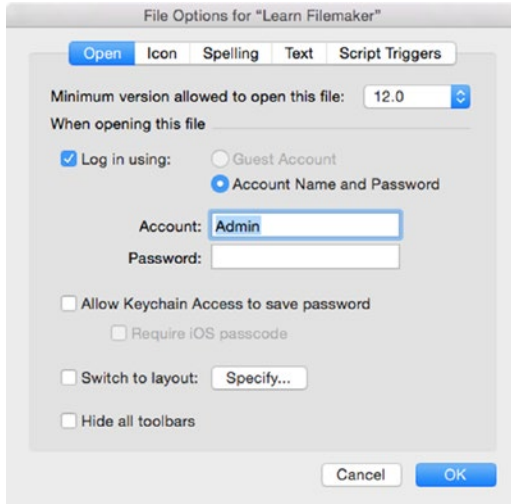 File Options for “Learn Filemaker”
Open Icon Spelling Text Script Triggers
Minimum version allowed to open this file: 12.0
When opening this file
Log in using: Guest Account
Account Name and Password
Account: Admin
Password:
Allow Keychain Access to save password
Require iOS passcode
Switch to layout: Specify...
Hide all toolbars
Cancel OK